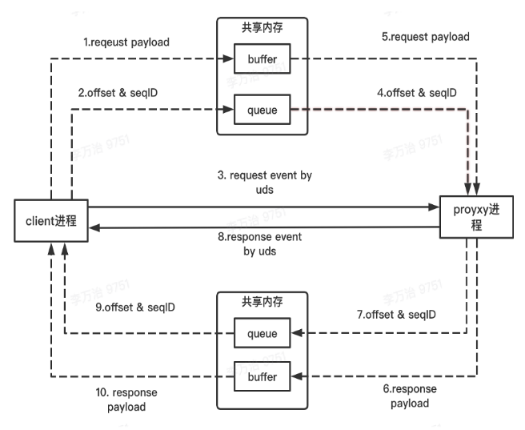 共享内存
1.reqeust payload
5.request payload
buffer
2.offset & seqID
4.offset & seqID
queue
李万治 9751
李万治 9751
3. request event by
uds
client进程
proyxy进
程
8.response event
by uds
李万治 9751
李万治 9751
共享内存
9.offset & seqID
7.offset & seqID
queue
buffer
10. response
payload
6.response
payload